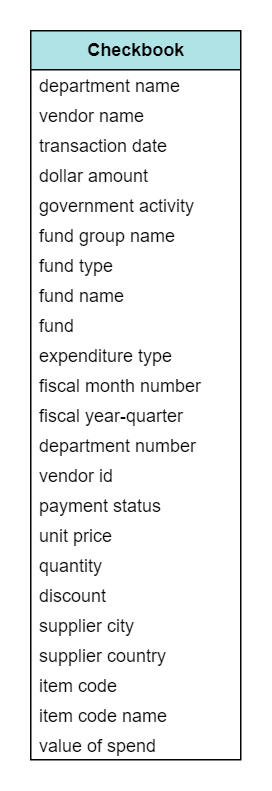 Checkbook
department name
vendor name
transaction date
dollar amount
government activity
fund group name
fund type
fund name
fund
expenditure type
fiscal month number
fiscal year-quarter
department number
vendor id
payment status
unit price
quantity
discount
supplier city
supplier country
item code
item code name
value of spend